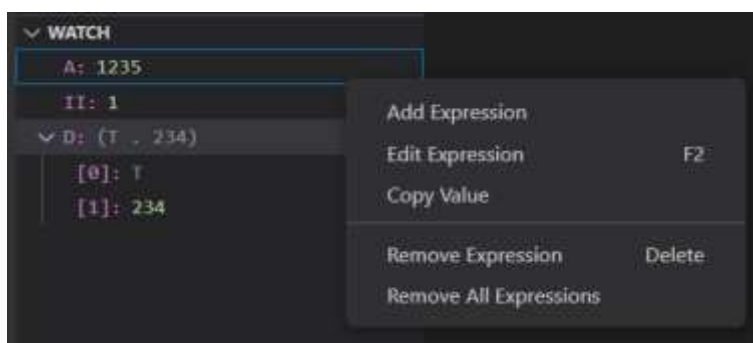 WATCH
A: 1235
II: 1
D: (T . 234)
[0]: T
[1]: 234
Add Expression
Edit Expression F2
Copy Value
Remove Expression Delete
Remove All Expressions